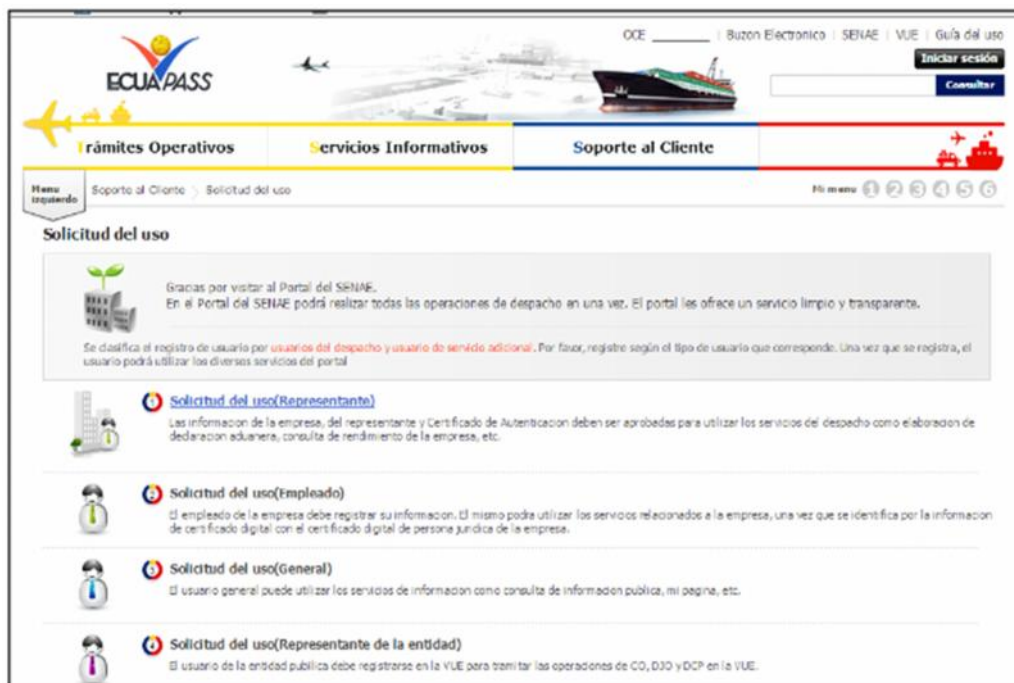 OCE ________ | Buzon Electronico | SENAE | VUE | Guía del uso
Iniciar sesión
ECUAPASS
Consultar
Trámites Operativos
Servicios Informativos
Soporte al Cliente
Menu izquierdo
Soporte al Cliente > Solicitud del uso
Mi menu 1 2 3 4 5 6
Solicitud del uso
Gracias por visitar al Portal del SENAE.
En el Portal del SENAE podrá realizar todas las operaciones de despacho en una vez. El portal les ofrece un servicio limpio y transparente.
Se clasifica el registro de usuario por usuarios del despacho y usuario de servicio adicional. Por favor, registre según el tipo de usuario que corresponde. Una vez que se registra, el
usuario podrá utilizar los diversos servicios del portal
1 Solicitud del uso(Representante)
Las informacion de la empresa, del representante y Certificado de Autenticacion deben ser aprobadas para utilizar los servicios del despacho como elaboracion de
declaracion aduanera, consulta de rendimiento de la empresa, etc.
2 Solicitud del uso(Empleado)
El empleado de la empresa debe registrar su informacion. El mismo podra utilizar los servicios relacionados a la empresa, una vez que se identifica por la informacion
de certificado digital con el certificado digital de persona juridica de la empresa.
3 Solicitud del uso(General)
El usuario general puede utilizar los servicios de informacion como consulta de informacion publica, mi pagina, etc.
4 Solicitud del uso(Representante de la entidad)
El usuario de la entidad publica debe registrarse en la VUE para tramitar las operaciones de CO, DJO y DCP en la VUE.